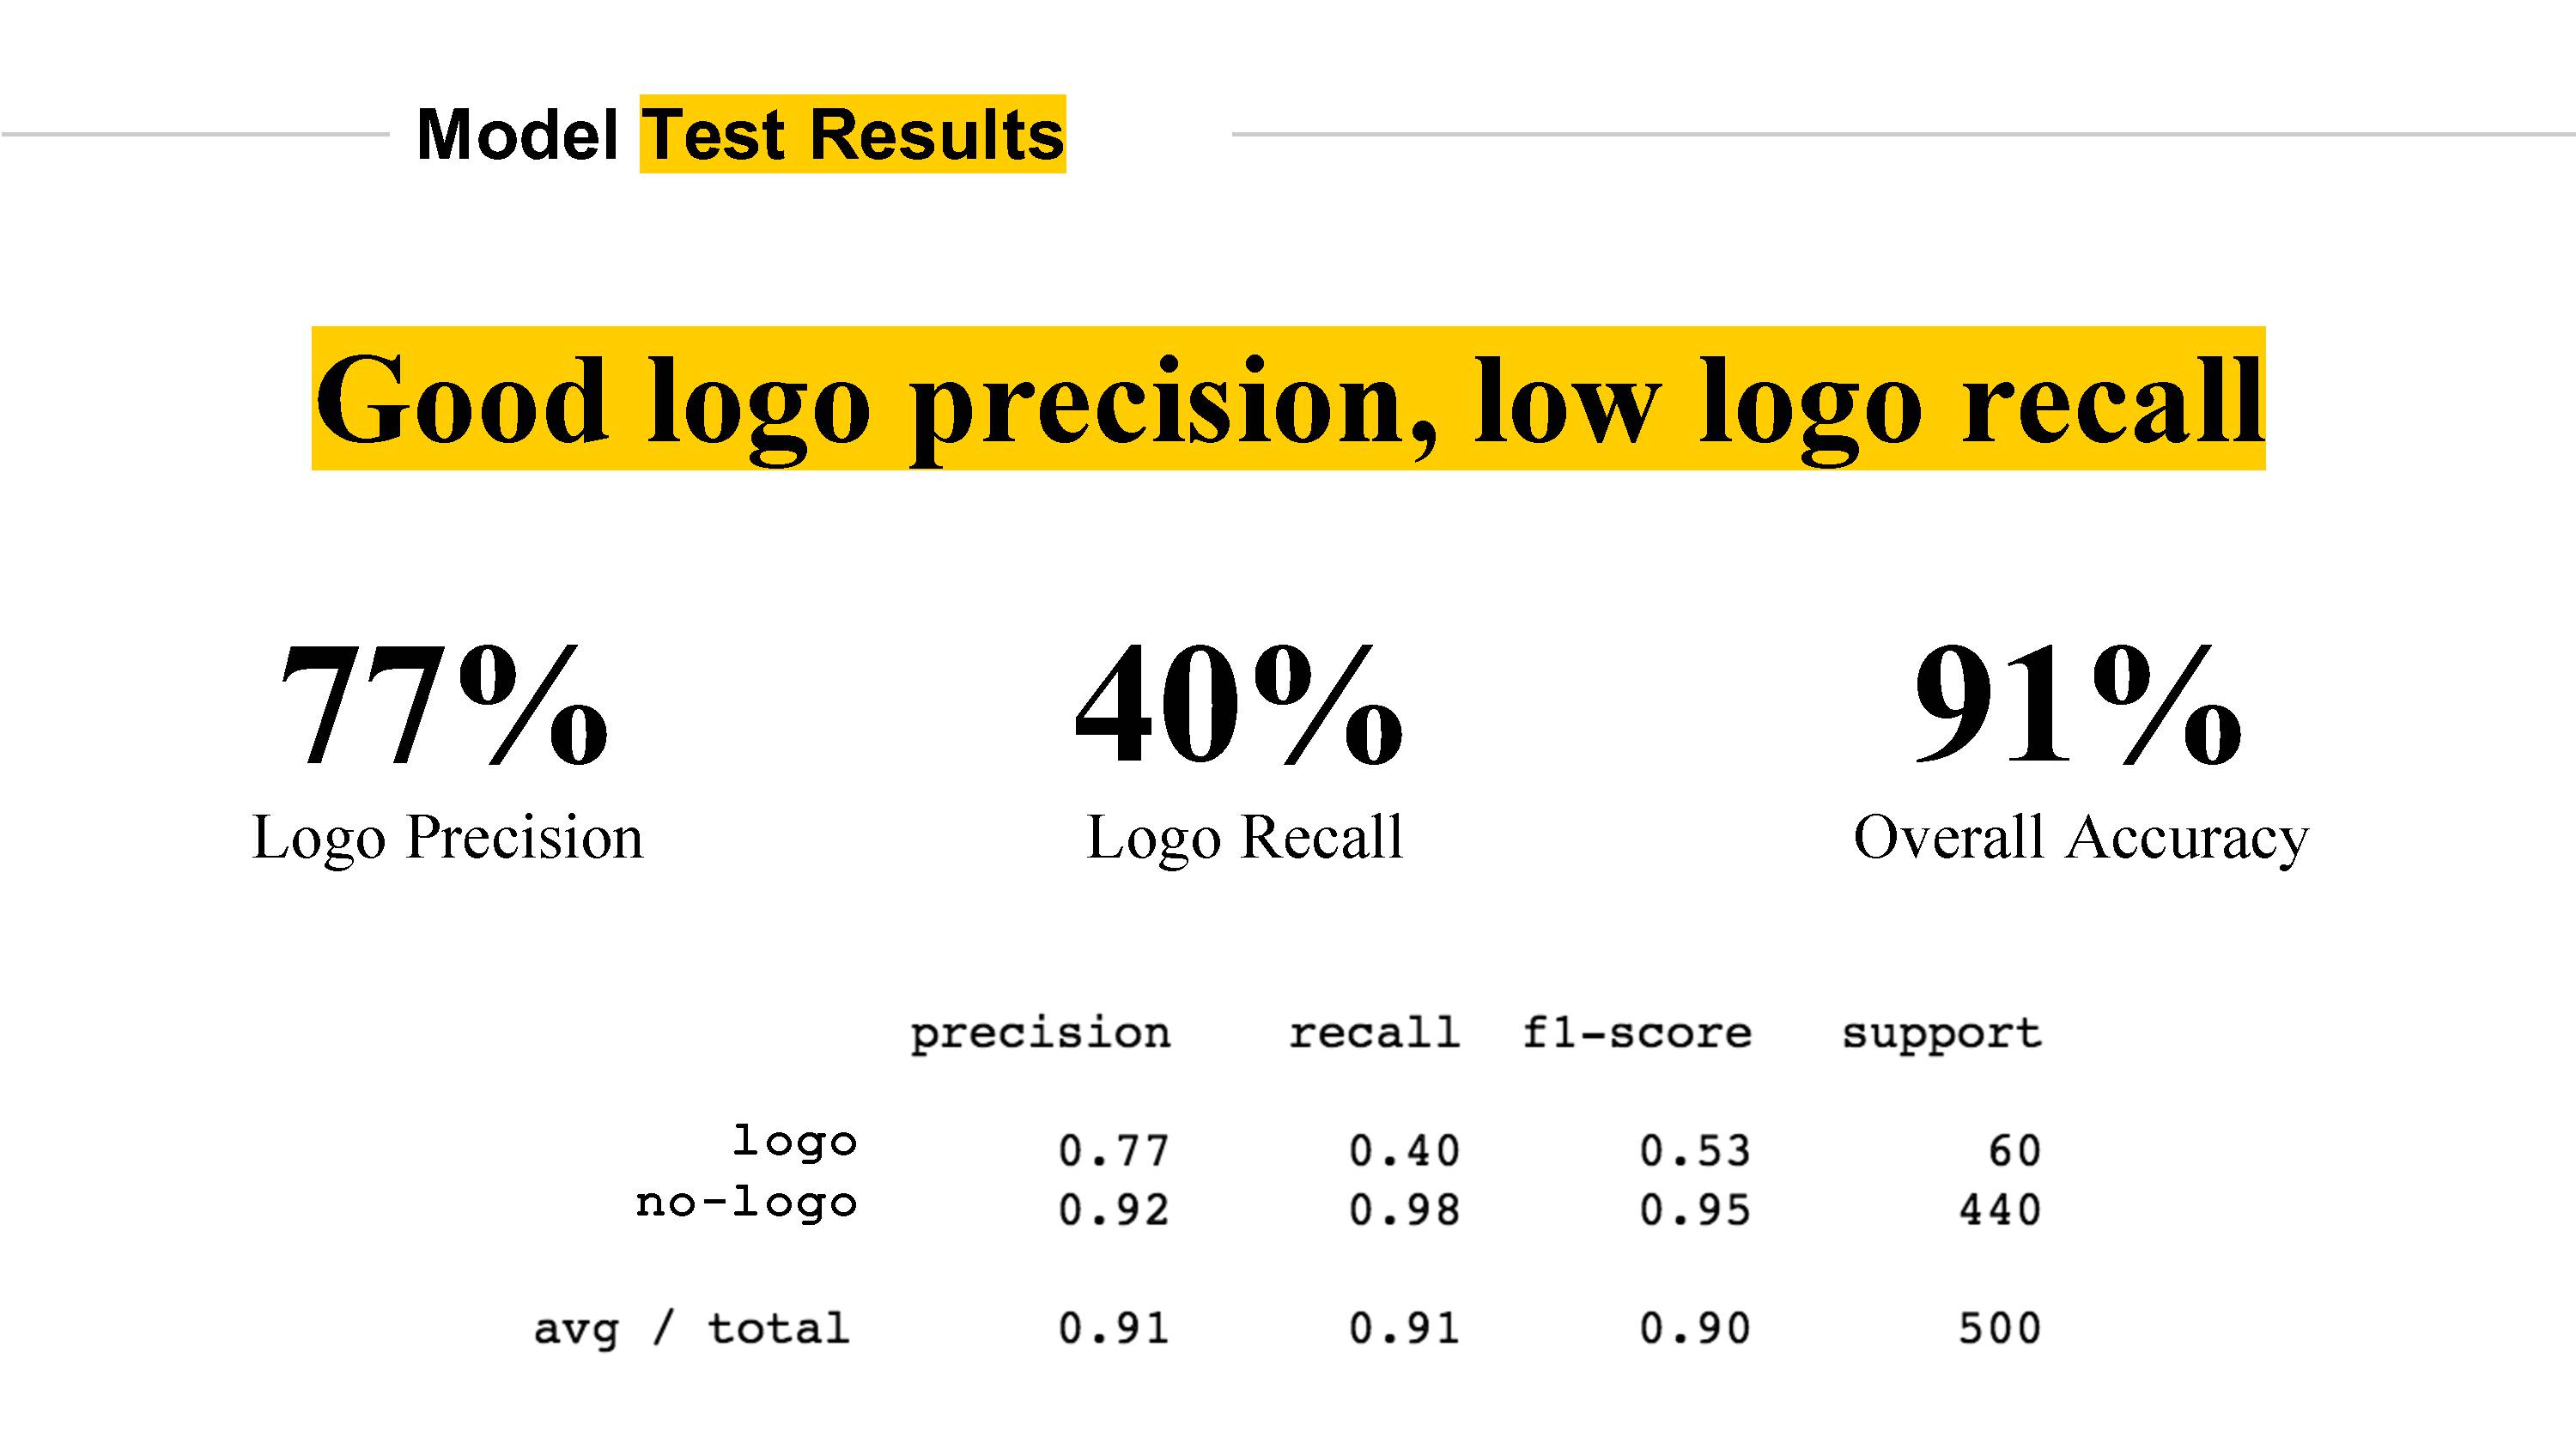 Model Test Results
Good logo precision, low logo recall
77% 40% 91%
Logo Precision Logo Recall Overall Accuracy
precision recall f1-score support
logo 0.77 0.40 0.53 60
no-logo 0.92 0.98 0.95 440
avg / total 0.91 0.91 0.90 500